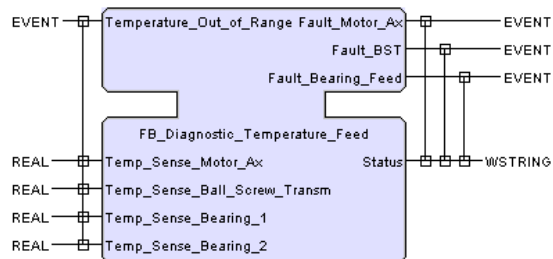 EVENT Temperature_Out_of_Range Fault_Motor_Ax EVENT
Fault_BST EVENT
Fault_Bearing_Feed EVENT
FB_Diagnostic_Temperature_Feed
REAL Temp_Sense_Motor_Ax Status WSTRING
REAL Temp_Sense_Ball_Screw_Transm
REAL Temp_Sense_Bearing_1
REAL Temp_Sense_Bearing_2